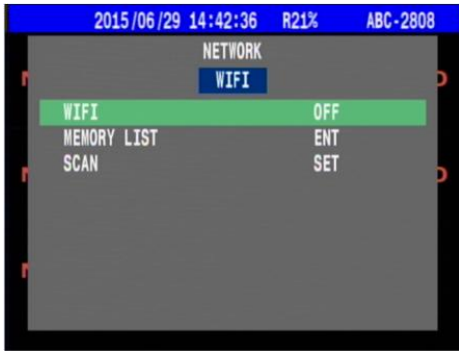 2015/06/29 14:42:36 R21% ABC-2808
NETWORK
WIFI
WIFI OFF
MEMORY LIST ENT
SCAN SET